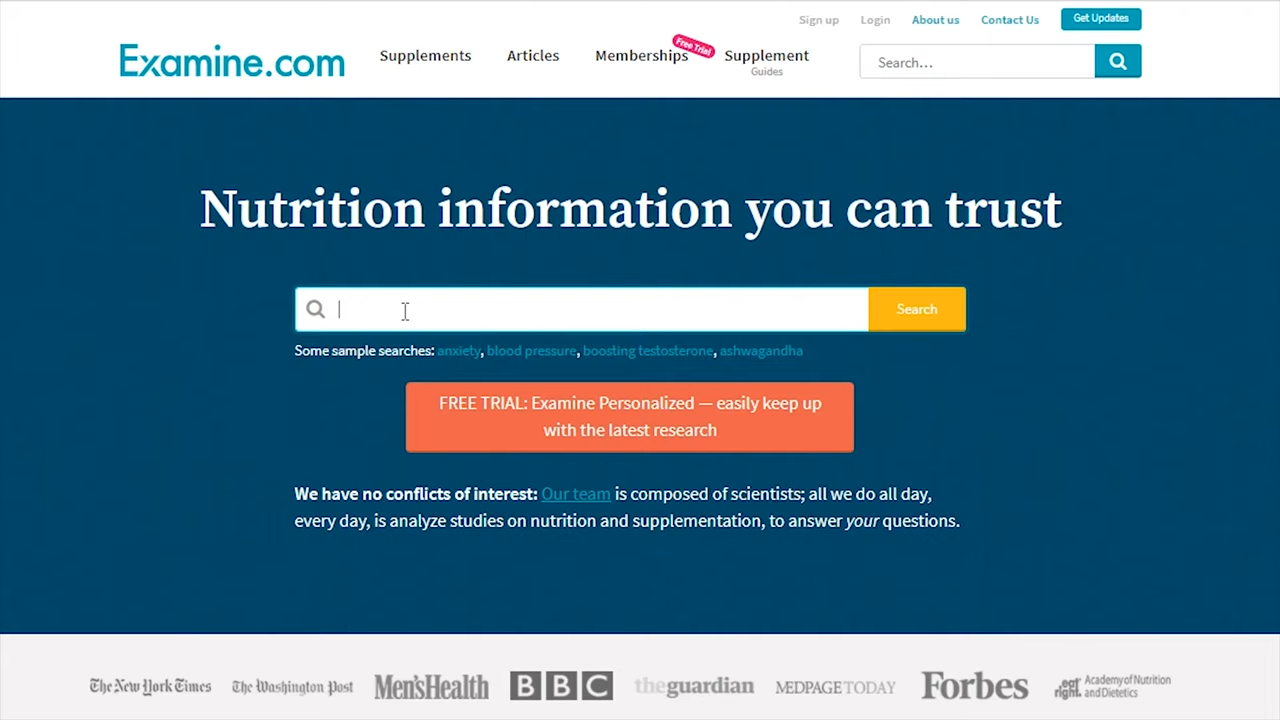 Sign up Login About us Contact Us Get Updates
Examine.com Supplements Articles Memberships Free Trial Supplement Search...
Guides
Nutrition information you can trust
Search
Some sample searches: anxiety, blood pressure, boosting testosterone, ashwagandha
FREE TRIAL: Examine Personalized — easily keep up
with the latest research
We have no conflicts of interest: Our team is composed of scientists; all we do all day,
every day, is analyze studies on nutrition and supplementation, to answer your questions.
The New York Times The Washington Post Men'sHealth BBC theguardian MEDPAGE TODAY Forbes eat right. Academy of Nutrition and Dietetics